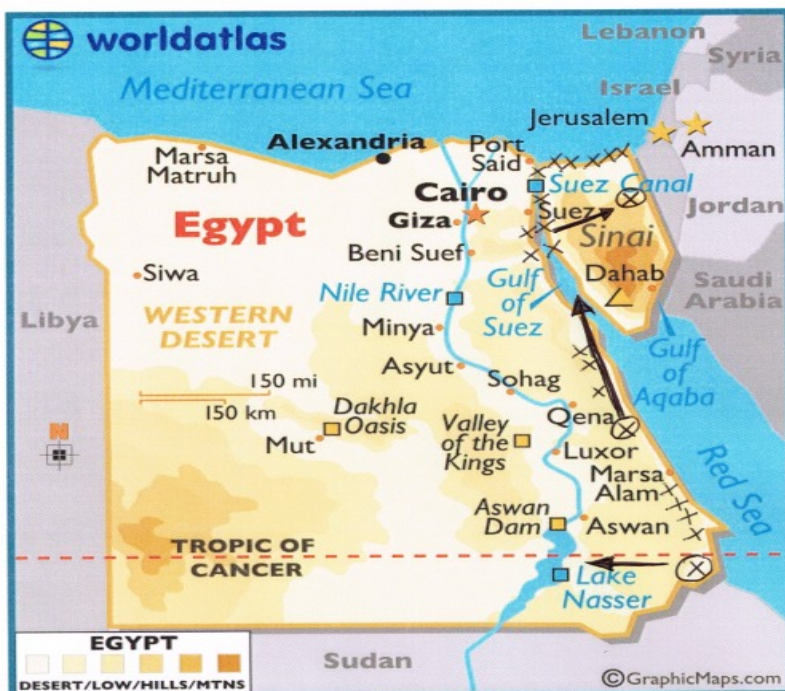 worldatlas
Lebanon
Syria
Mediterranean Sea
Israel
Jerusalem
Alexandria
Port
Said
Amman
Marsa
Matruh
Cairo
Suez Canal
Giza
Suez
Jordan
Egypt
Sinai
Beni Suef
Siwa
Dahab
Saudi
Arabia
Nile River
Gulf
of
Suez
Libya
WESTERN
DESERT
Minya
Gulf
of
Aqaba
Asyut
150 mi
150 km
Sohag
Dakhla
Oasis
Qena
Valley
of the
Kings
N
Mut
Luxor
Red Sea
Marsa
Alam
Aswan
Dam
Aswan
TROPIC OF
CANCER
Lake
Nasser
EGYPT
DESERT/LOW/HILLS/MTNS
Sudan
©GraphicMaps.com